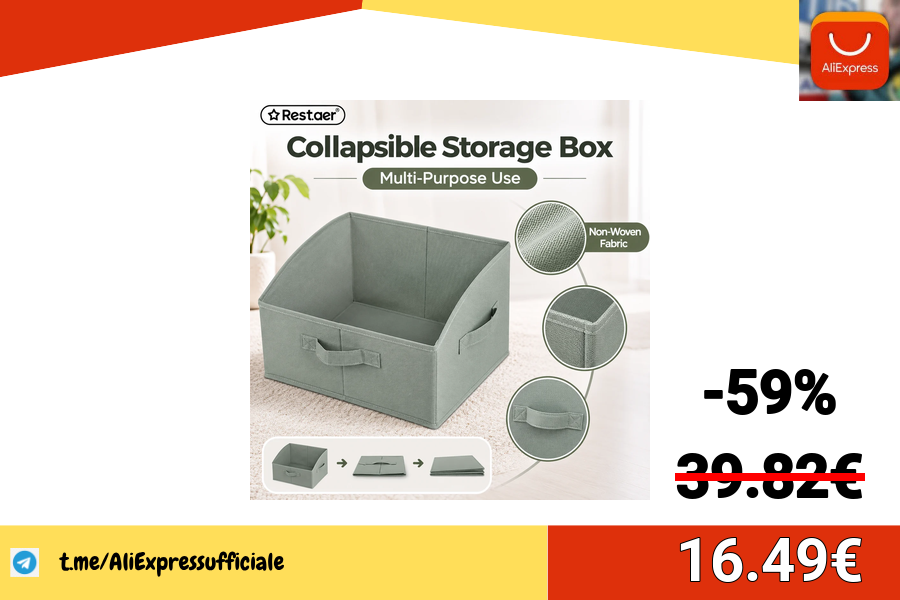 AliExpress
Restaer®
Collapsible Storage Box
Multi-Purpose Use
Non-Woven
Fabric
-59%
39.82€
16.49€
t.me/AliExpressufficiale